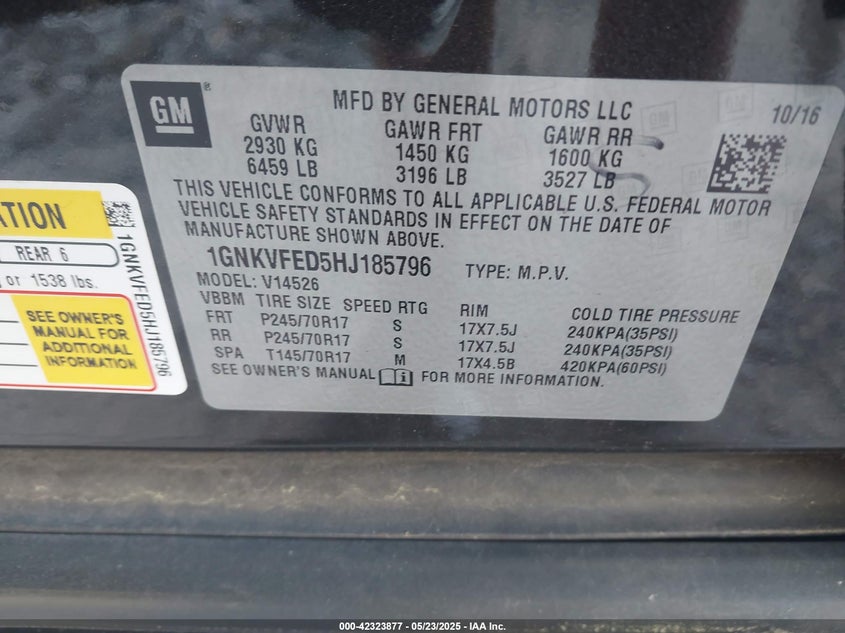 GM
®
MFD BY GENERAL MOTORS LLC
10/16
GVWR GAWR FRT GAWR RR
2930 KG 1450 KG 1600 KG
6459 LB 3196 LB 3527 LB
THIS VEHICLE CONFORMS TO ALL APPLICABLE U.S. FEDERAL MOTOR
VEHICLE SAFETY STANDARDS IN EFFECT ON THE DATE OF
MANUFACTURE SHOWN ABOVE.
1GNKVFED5HJ185796 TYPE: M.P.V.
MODEL: V14526
VBBM TIRE SIZE SPEED RTG RIM COLD TIRE PRESSURE
FRT P245/70R17 S 17X7.5J 240KPA(35PSI)
RR P245/70R17 S 17X7.5J 240KPA(35PSI)
SPA T145/70R17 M 17X4.5B 420KPA(60PSI)
SEE OWNER'S MANUAL FOR MORE INFORMATION.
ATION
REAR 6
or 1538 lbs.
SEE OWNER'S
MANUAL FOR
ADDITIONAL
INFORMATION
1GNKVFED5HJ185796
000-42323877 - 05/23/2025 - IAA Inc.